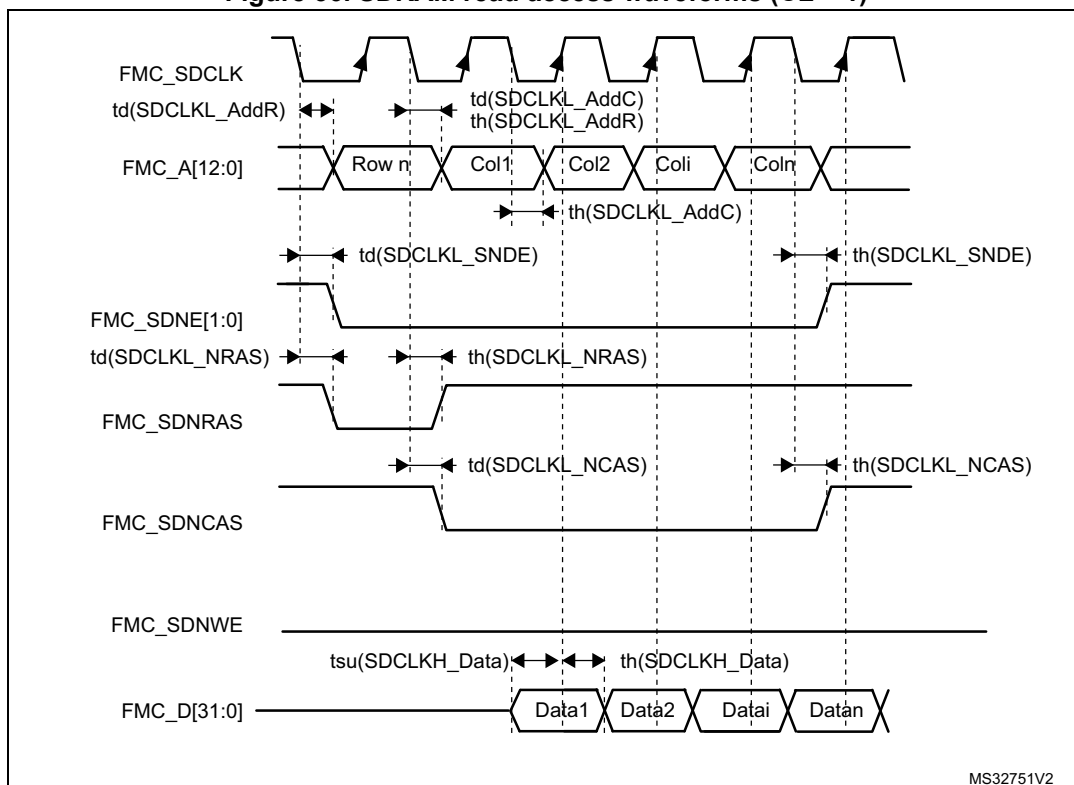 Figure SDRAM read access waveforms (CL = 1)
FMC_SDCLK
td(SDCLKL_AddR)
td(SDCLKL_AddC)
th(SDCLKL_AddR)
FMC_A[12:0]
Row n
Col1
Col2
Coli
Coln
th(SDCLKL_AddC)
td(SDCLKL_SNDE)
th(SDCLKL_SNDE)
FMC_SDNE[1:0]
td(SDCLKL_NRAS)
th(SDCLKL_NRAS)
FMC_SDNRAS
td(SDCLKL_NCAS)
th(SDCLKL_NCAS)
FMC_SDNCAS
FMC_SDNWE
tsu(SDCLKH_Data)
th(SDCLKH_Data)
FMC_D[31:0]
Data1
Data2
Datai
Datan
MS32751V2